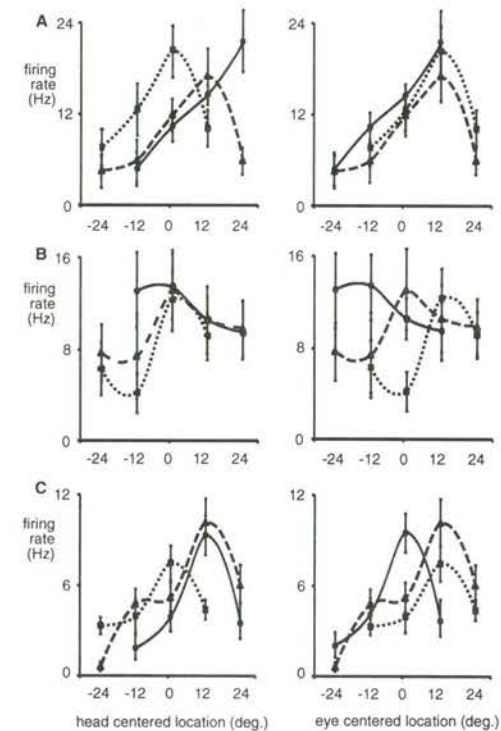 A
24
24
firing
rate
(Hz)
12
12
0
0
-24 -12 0 12 24
-24 -12 0 12 24
B
16
16
firing
rate
(Hz)
8
8
0
0
-24 -12 0 12 24
-24 -12 0 12 24
C
12
12
firing
rate
(Hz)
6
6
0
0
-24 -12 0 12 24
-24 -12 0 12 24
head centered location (deg.)
eye centered location (deg.)